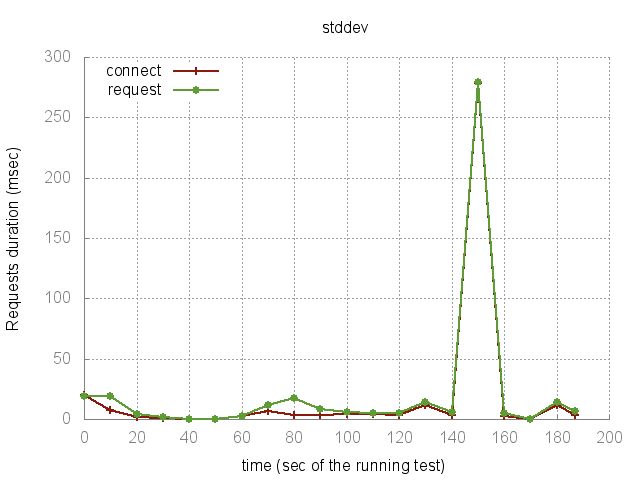 stddev
connect
request
300
250
200
150
100
50
0
0 20 40 60 80 100 120 140 160 180 200
Requests duration (msec)
time (sec of the running test)